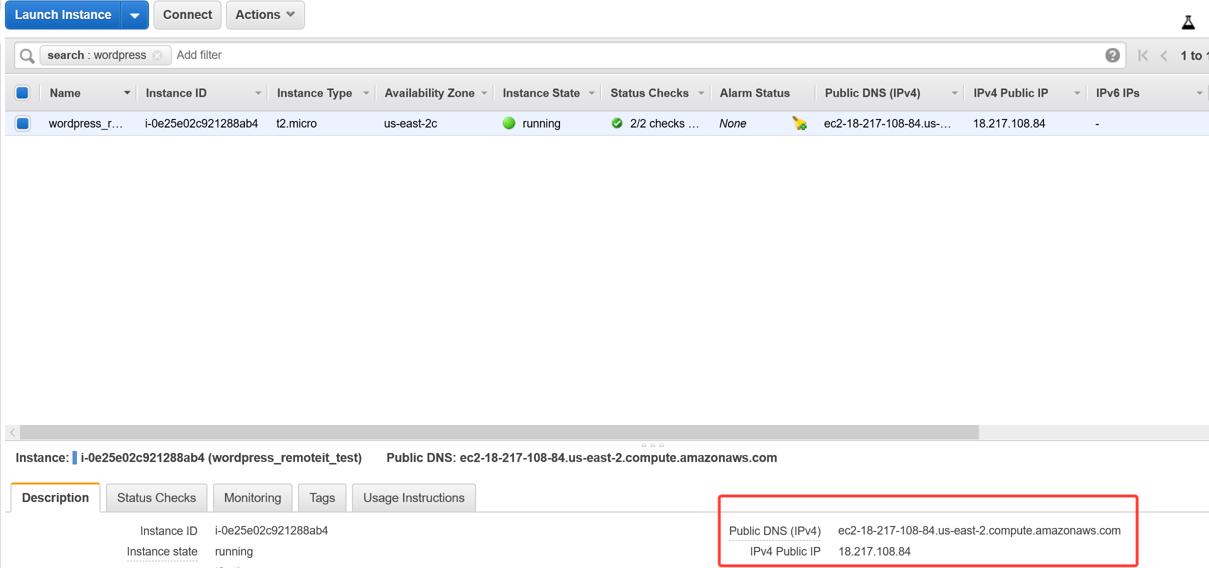 Launch Instance Connect Actions
search : wordpress Add filter 1 to 1
Name Instance ID Instance Type Availability Zone Instance State Status Checks Alarm Status Public DNS (IPv4) IPv4 Public IP IPv6 IPs
wordpress_r... i-0e25e02c921288ab4 t2.micro us-east-2c running 2/2 checks ... None ec2-18-217-108-84.us-... 18.217.108.84 -
Instance: i-0e25e02c921288ab4 (wordpress_remoteit_test) Public DNS: ec2-18-217-108-84.us-east-2.compute.amazonaws.com
Description Status Checks Monitoring Tags Usage Instructions
Instance ID i-0e25e02c921288ab4 Public DNS (IPv4) ec2-18-217-108-84.us-east-2.compute.amazonaws.com
Instance state running IPv4 Public IP 18.217.108.84